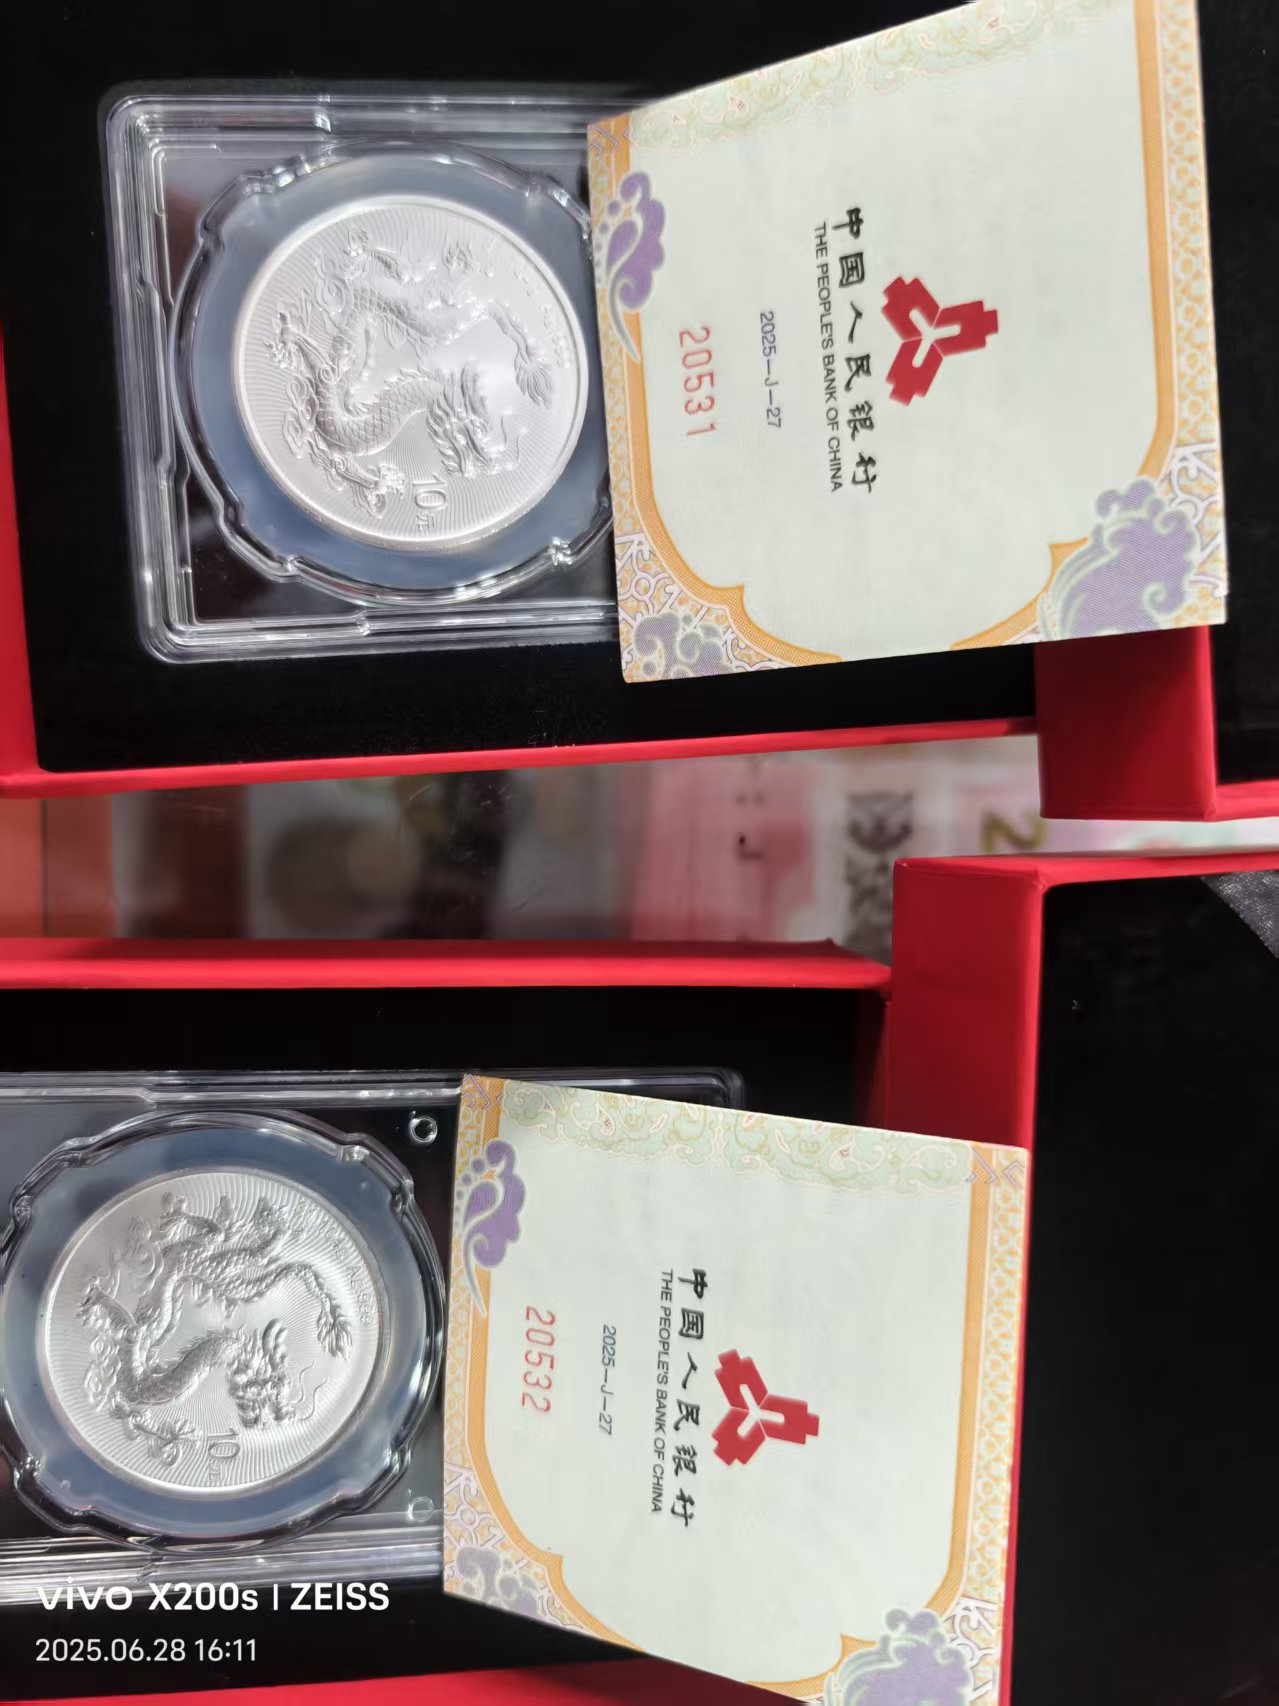 中国人民银行
THE PEOPLE'S BANK OF CHINA
2025—J—27
20531
10元
中国人民银行
THE PEOPLE'S BANK OF CHINA
2025—J—27
20532
10元
vivo X200s | ZEISS
2025.06.28 16:11